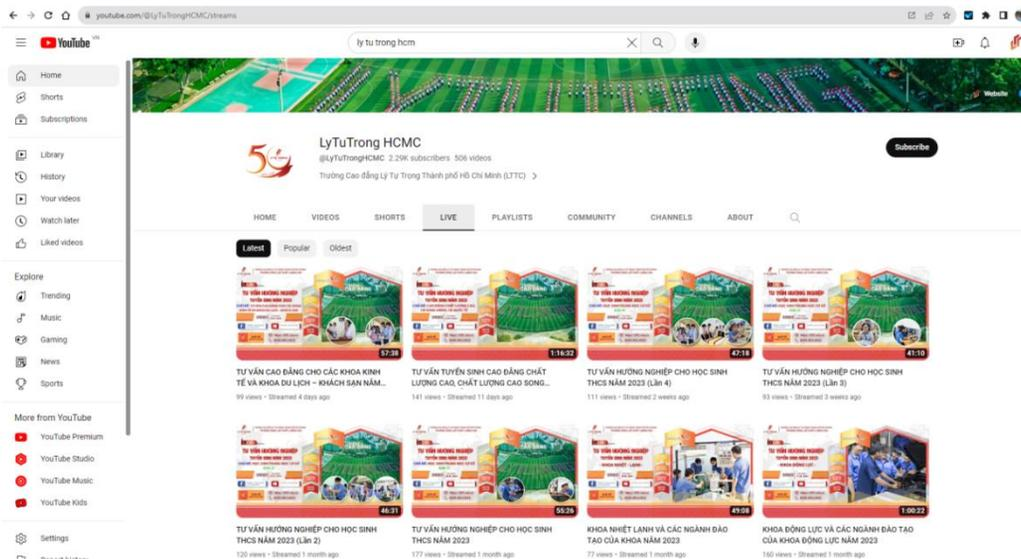 youtube.com/@LyTuTrongHCMC/streams
YouTube VN
ly tu trong hcm
Home
Shorts
Subscriptions
Library
History
Your videos
Watch later
Liked videos
Explore
Trending
Music
Gaming
News
Sports
More from YouTube
YouTube Premium
YouTube Studio
YouTube Music
YouTube Kids
Settings
Website
LyTuTrong HCMC
@LyTuTrongHCMC 2.29K subscribers 506 videos
Trường Cao đẳng Lý Tự Trọng Thành phố Hồ Chí Minh (LTTC)
Subscribe
HOME VIDEOS SHORTS LIVE PLAYLISTS COMMUNITY CHANNELS ABOUT
Latest Popular Oldest
57:38
TƯ VẤN CAO ĐẲNG CHO CÁC KHOA KINH
TẾ VÀ KHOA DU LỊCH – KHÁCH SẠN NĂM...
99 views • Streamed 4 days ago
1:16:32
TƯ VẤN TUYỂN SINH CAO ĐẲNG CHẤT
LƯỢNG CAO, CHẤT LƯỢNG CAO SONG...
141 views • Streamed 11 days ago
47:18
TƯ VẤN HƯỚNG NGHIỆP CHO HỌC SINH
THCS NĂM 2023 (Lần 4)
111 views • Streamed 2 weeks ago
41:10
TƯ VẤN HƯỚNG NGHIỆP CHO HỌC SINH
THCS NĂM 2023 (Lần 3)
93 views • Streamed 3 weeks ago
46:31
TƯ VẤN HƯỚNG NGHIỆP CHO HỌC SINH
THCS NĂM 2023 (Lần 2)
120 views • Streamed 1 month ago
55:26
TƯ VẤN HƯỚNG NGHIỆP CHO HỌC SINH
THCS NĂM 2023
177 views • Streamed 1 month ago
49:08
KHOA NHIỆT LẠNH VÀ CÁC NGÀNH ĐÀO
TẠO CỦA KHOA NĂM 2023
77 views • Streamed 1 month ago
1:00:22
KHOA ĐỘNG LỰC VÀ CÁC NGÀNH ĐÀO TẠO
CỦA KHOA ĐỘNG LỰC NĂM 2023
160 views • Streamed 1 month ago